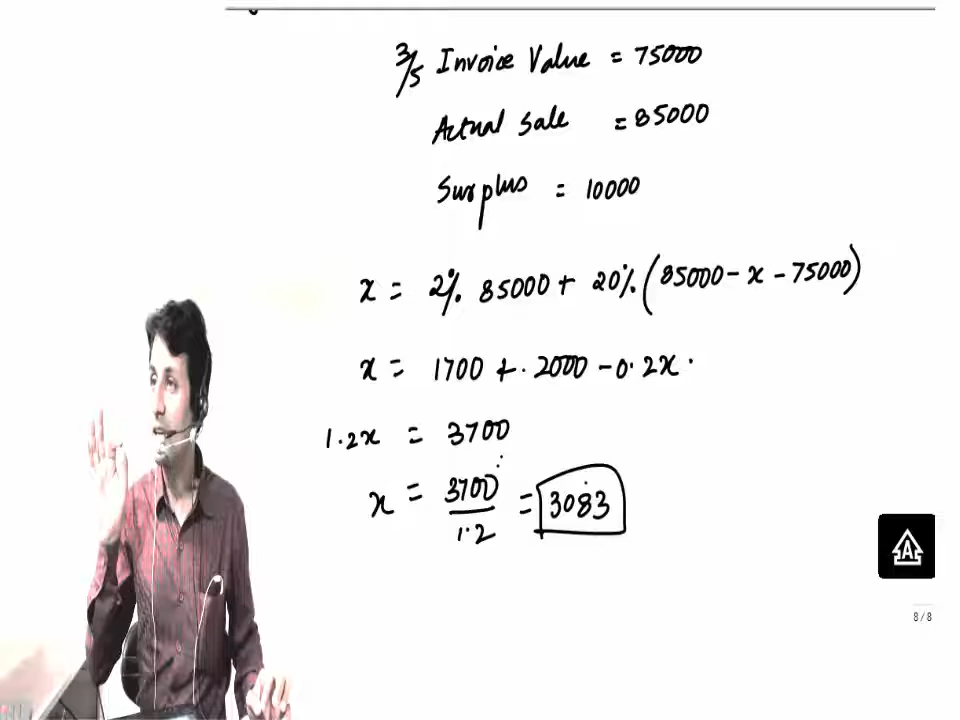 3/5 Invoice Value = 75000
Actual Sale = 85000
Surplus = 10000
x = 2% 85000 + 20% (85000 - x - 75000)
x = 1700 + 2000 - 0.2x
1.2x = 3700
x = 3700/1.2 = 3083
A
8/8